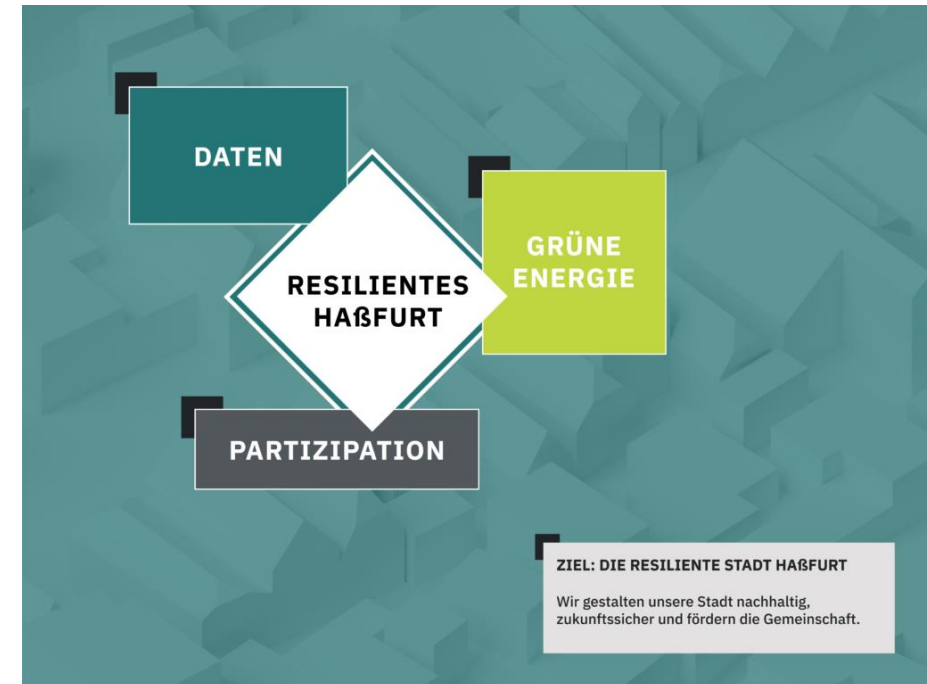 DATEN
GRÜNE
ENERGIE
RESILIENTES
HAßFURT
PARTIZIPATION
ZIEL: DIE RESILIENTE STADT HAßFURT
Wir gestalten unsere Stadt nachhaltig,
zukunftssicher und fördern die Gemeinschaft.